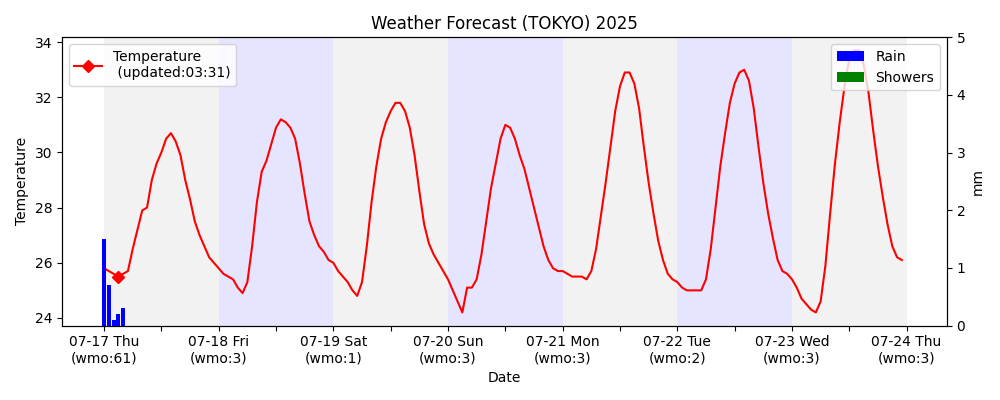 Weather Forecast (TOKYO) 2025
Temperature
(updated:03:31)
Rain
Showers
34
32
30
28
26
24
Temperature
5
4
3
2
1
0
mm
07-17 Thu
(wmo:61)
07-18 Fri
(wmo:3)
07-19 Sat
(wmo:1)
07-20 Sun
(wmo:3)
07-21 Mon
(wmo:3)
07-22 Tue
(wmo:2)
07-23 Wed
(wmo:3)
07-24 Thu
(wmo:3)
Date